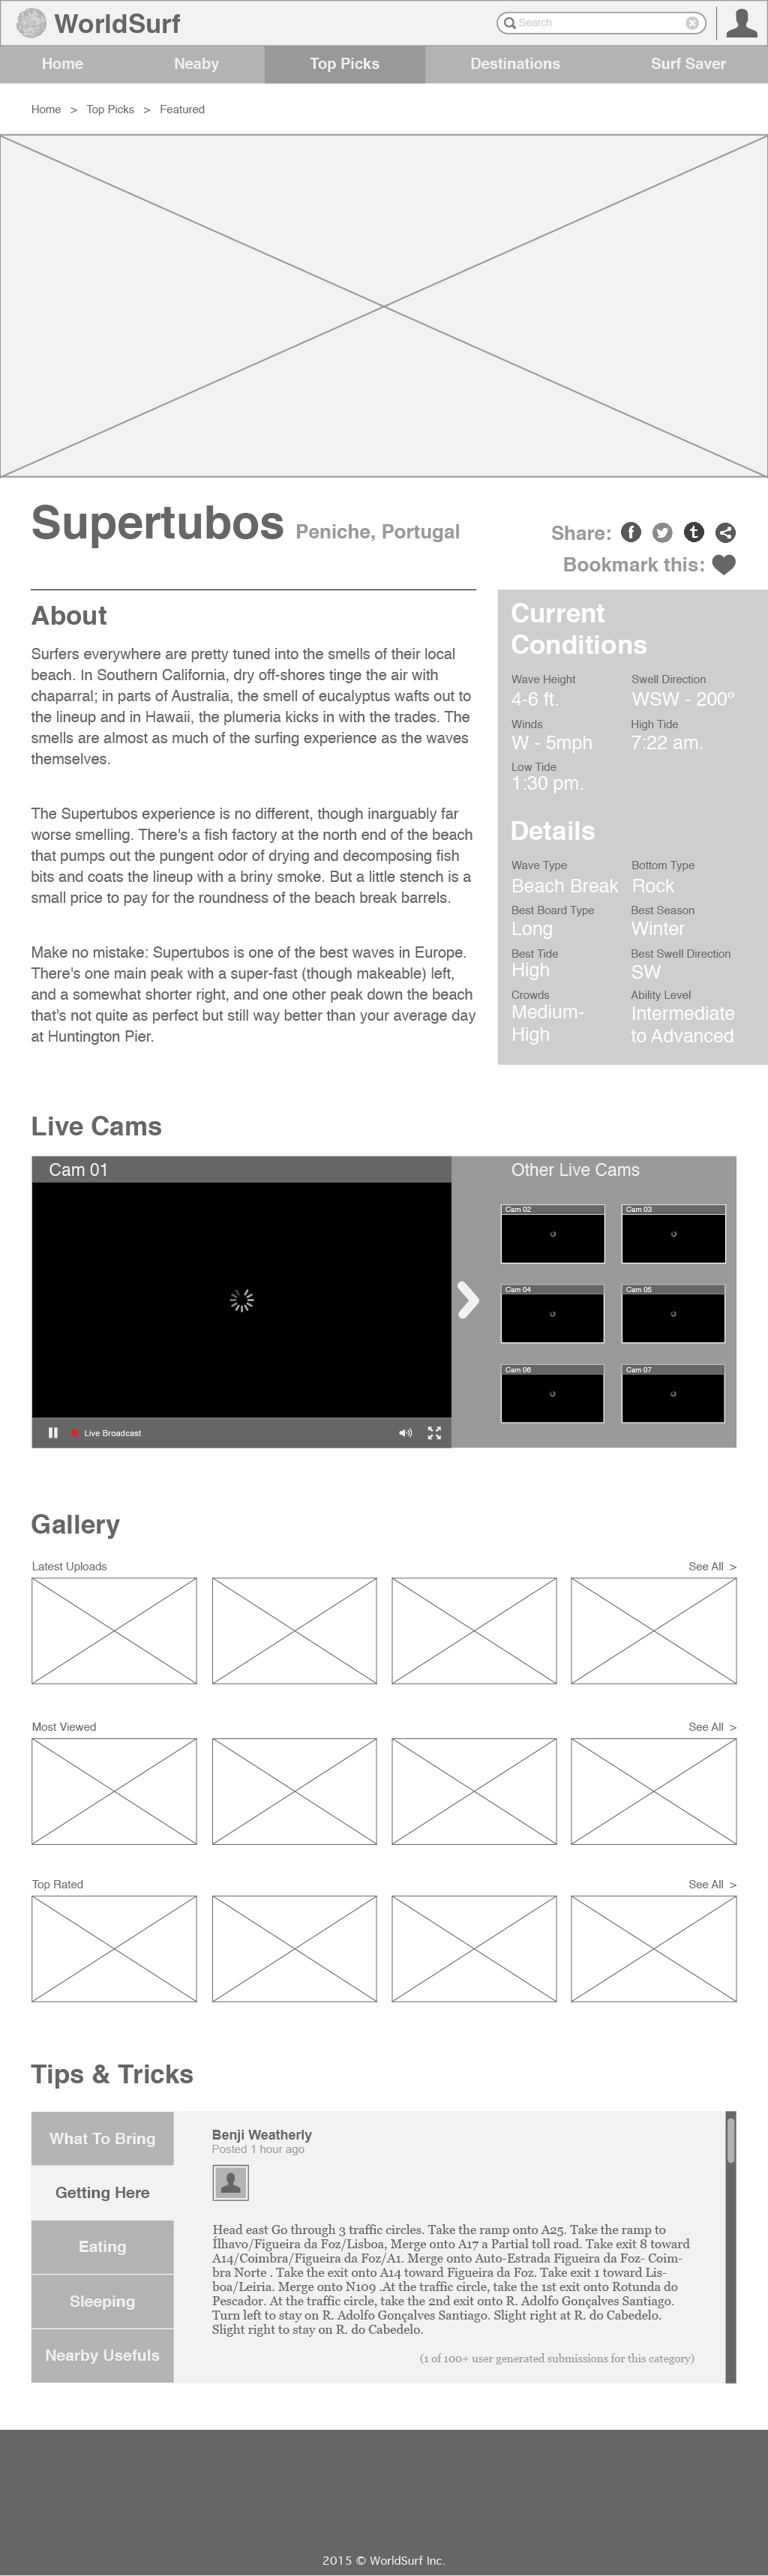 WorldSurf
Search
Home Neaby Top Picks Destinations Surf Saver
Home > Top Picks > Featured
Supertubos Peniche, Portugal
Share:
Bookmark this:
About
Surfers everywhere are pretty tuned into the smells of their local
beach. In Southern California, dry off-shores tinge the air with
chaparral; in parts of Australia, the smell of eucalyptus wafts out to
the lineup and in Hawaii, the plumeria kicks in with the trades. The
smells are almost as much of the surfing experience as the waves
themselves.
The Supertubos experience is no different, though inarguably far
worse smelling. There's a fish factory at the north end of the beach
that pumps out the pungent odor of drying and decomposing fish
bits and coats the lineup with a briny smoke. But a little stench is a
small price to pay for the roundness of the beach break barrels.
Make no mistake: Supertubos is one of the best waves in Europe.
There's one main peak with a super-fast (though makeable) left,
and a somewhat shorter right, and one other peak down the beach
that's not quite as perfect but still way better than your average day
at Huntington Pier.
Current
Conditions
Wave Height Swell Direction
4-6 ft. WSW - 200º
Winds High Tide
W - 5mph 7:22 am.
Low Tide
1:30 pm.
Details
Wave Type Bottom Type
Beach Break Rock
Best Board Type Best Season
Long Winter
Best Tide Best Swell Direction
High SW
Crowds Ability Level
Medium- Intermediate
High to Advanced
Live Cams
Cam 01 Other Live Cams
Cam 02 Cam 03
Cam 04 Cam 05
Cam 06 Cam 07
Live Broadcast
Gallery
Latest Uploads See All >
Most Viewed See All >
Top Rated See All >
Tips & Tricks
What To Bring
Getting Here
Eating
Sleeping
Nearby Usefuls
Benji Weatherly
Posted 1 hour ago
Head east Go through 3 traffic circles. Take the ramp onto A25. Take the ramp to
Ílhavo/Figueira da Foz/Lisboa, Merge onto A17 a Partial toll road. Take exit 8 toward
A14/Coimbra/Figueira da Foz/A1. Merge onto Auto-Estrada Figueira da Foz- Coim-
bra Norte . Take the exit onto A14 toward Figueira da Foz. Take exit 1 toward Lis-
boa/Leiria. Merge onto N109 .At the traffic circle, take the 1st exit onto Rotunda do
Pescador. At the traffic circle, take the 2nd exit onto R. Adolfo Gonçalves Santiago.
Turn left to stay on R. Adolfo Gonçalves Santiago. Slight right at R. do Cabedelo.
Slight right to stay on R. do Cabedelo.
(1 of 100+ user generated submissions for this category)
2015 © WorldSurf Inc.